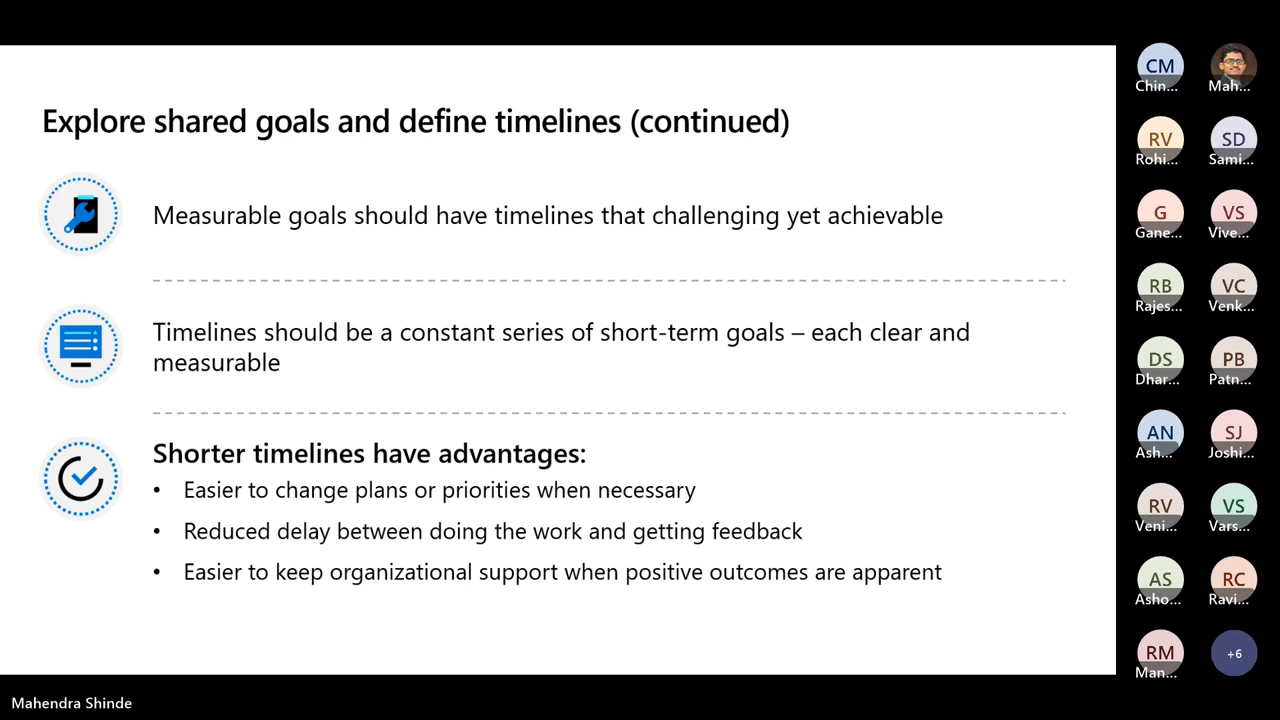 Explore shared goals and define timelines (continued)
Measurable goals should have timelines that challenging yet achievable
Timelines should be a constant series of short-term goals – each clear and
measurable
Shorter timelines have advantages:
• Easier to change plans or priorities when necessary
• Reduced delay between doing the work and getting feedback
• Easier to keep organizational support when positive outcomes are apparent
CM
Chin...
Mah...
RV
Rohi...
SD
Sami...
G
Gane...
VS
Vive...
RB
Rajes...
VC
Venk...
DS
Dhar...
PB
Patn...
AN
Ash...
SJ
Joshi...
RV
Veni...
VS
Vars...
AS
Asho...
RC
Ravi...
RM
Man...
+6
Mahendra Shinde